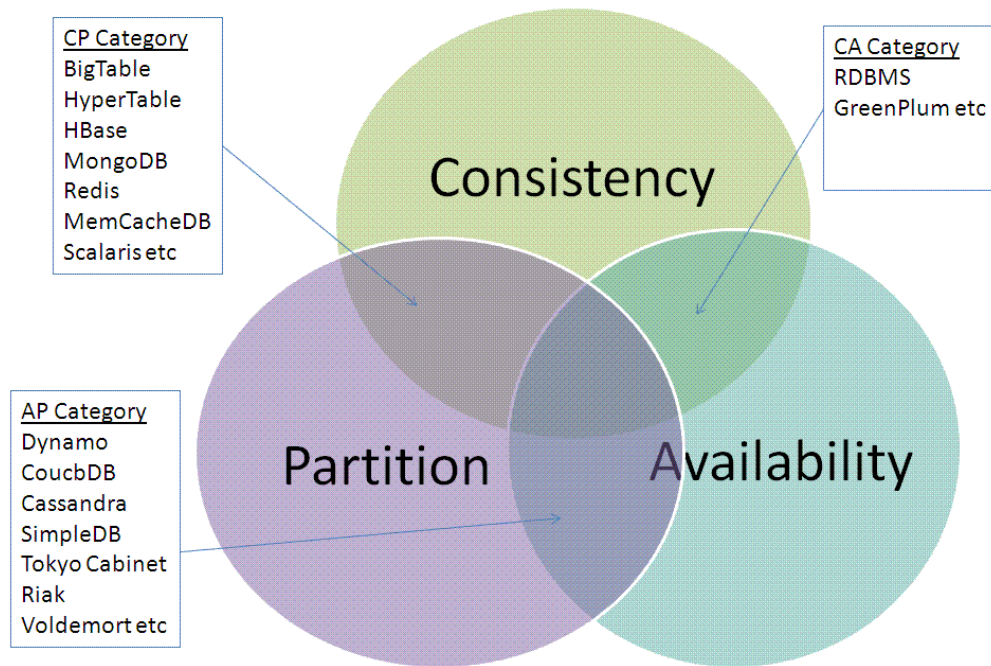 CP Category
BigTable
HyperTable
HBase
MongoDB
Redis
MemCacheDB
Scalaris etc
CA Category
RDBMS
GreenPlum etc
Consistency
AP Category
Dynamo
CoucbDB
Cassandra
SimpleDB
Tokyo Cabinet
Riak
Voldemort etc
Partition
Availability